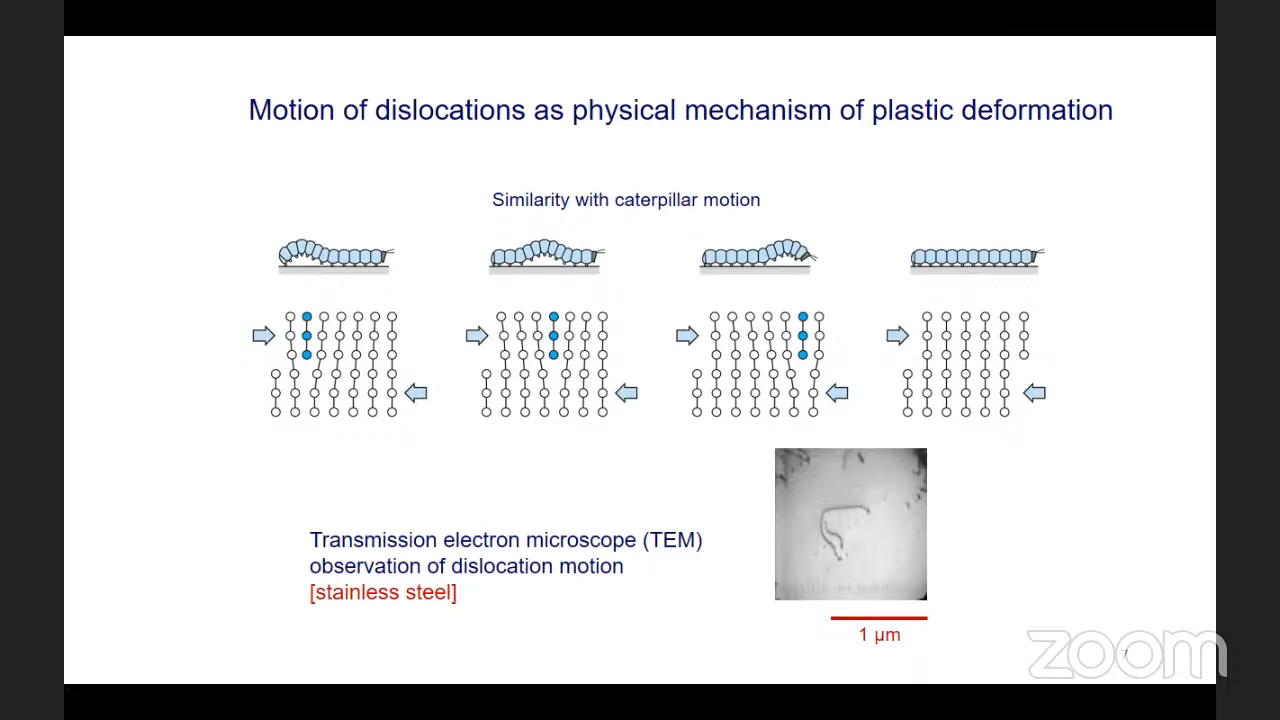 Motion of dislocations as physical mechanism of plastic deformation
Similarity with caterpillar motion
Transmission electron microscope (TEM)
observation of dislocation motion
[stainless steel]
1 μm
7
zoom